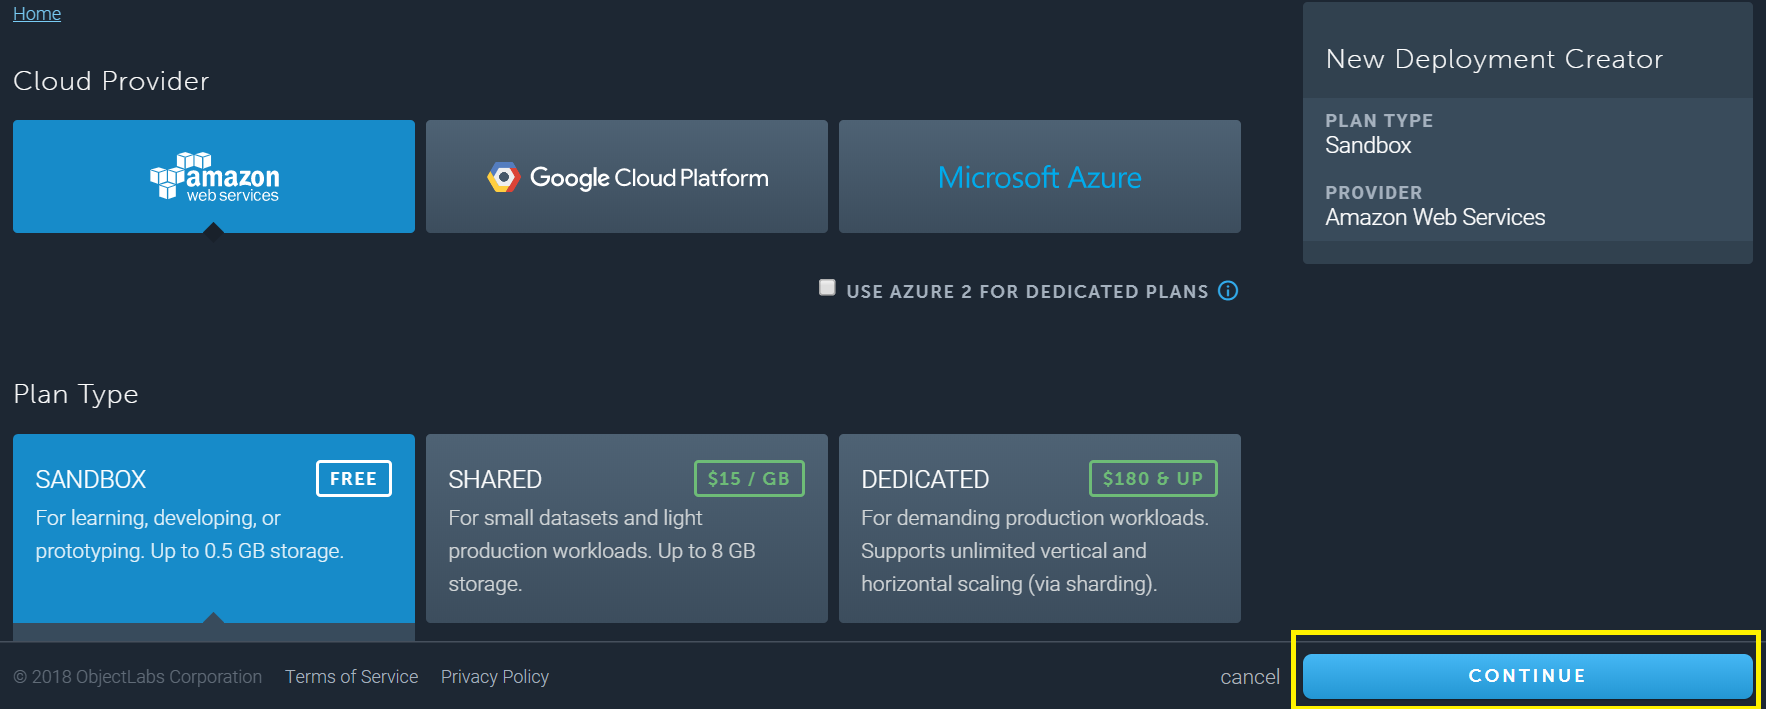 Home
Cloud Provider
amazon
web services
Google Cloud Platform
Microsoft Azure
USE AZURE 2 FOR DEDICATED PLANS
Plan Type
SANDBOX
FREE
For learning, developing, or
prototyping. Up to 0.5 GB storage.
SHARED
$15 / GB
For small datasets and light
production workloads. Up to 8 GB
storage.
DEDICATED
$180 & UP
For demanding production workloads.
Supports unlimited vertical and
horizontal scaling (via sharding).
New Deployment Creator
PLAN TYPE
Sandbox
PROVIDER
Amazon Web Services
© 2018 ObjectLabs Corporation
Terms of Service
Privacy Policy
cancel
CONTINUE